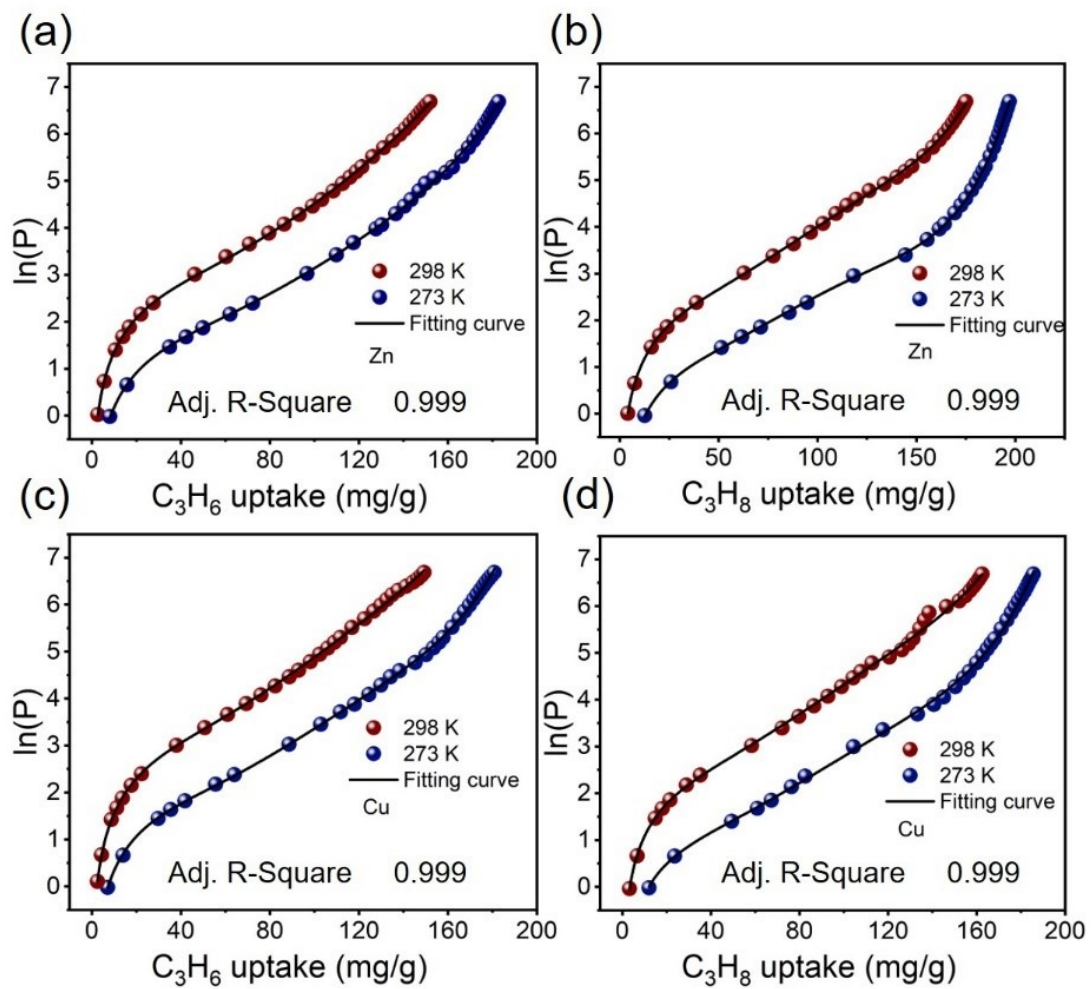 (a)
ln(P)
7
6
5
4
3
2
1
0
298 K
273 K
Fitting curve
Zn
Adj. R-Square 0.999
0 40 80 120 160 200
C₃H₆ uptake (mg/g)
(b)
ln(P)
7
6
5
4
3
2
1
0
298 K
273 K
Fitting curve
Zn
Adj. R-Square 0.999
0 50 100 150 200
C₃H₈ uptake (mg/g)
(c)
ln(P)
7
6
5
4
3
2
1
0
298 K
273 K
Fitting curve
Cu
Adj. R-Square 0.999
0 40 80 120 160 200
C₃H₆ uptake (mg/g)
(d)
ln(P)
7
6
5
4
3
2
1
0
298 K
273 K
Fitting curve
Cu
Adj. R-Square 0.999
0 40 80 120 160 200
C₃H₈ uptake (mg/g)